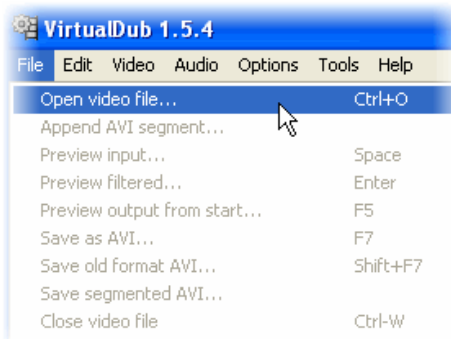 VirtualDub 1.5.4
File Edit Video Audio Options Tools Help
Open video file... Ctrl+O
Append AVI segment...
Preview input... Space
Preview filtered... Enter
Preview output from start... F5
Save as AVI... F7
Save old format AVI... Shift+F7
Save segmented AVI...
Close video file Ctrl-W